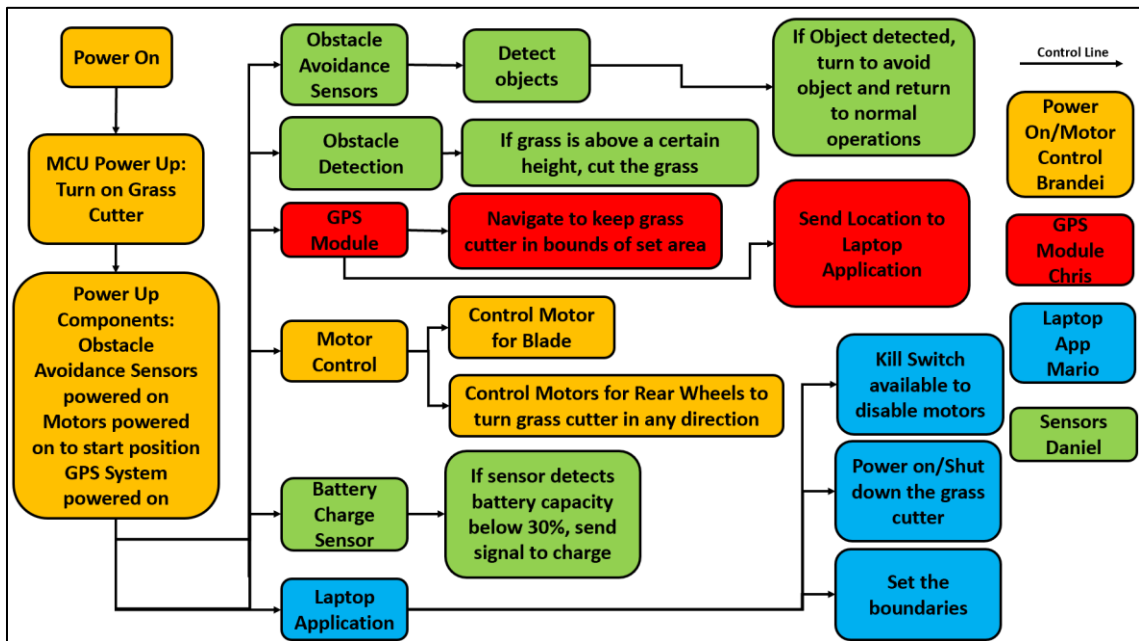 Power On
MCU Power Up:
Turn on Grass
Cutter
Power Up
Components:
Obstacle
Avoidance Sensors
powered on
Motors powered
on to start position
GPS System
powered on
Obstacle
Avoidance
Sensors
Detect
objects
If Object detected,
turn to avoid
object and return
to normal
operations
Obstacle
Detection
If grass is above a certain
height, cut the grass
GPS
Module
Navigate to keep grass
cutter in bounds of set area
Send Location to
Laptop
Application
Motor
Control
Control Motor
for Blade
Control Motors for Rear Wheels to
turn grass cutter in any direction
Battery
Charge
Sensor
If sensor detects
battery capacity
below 30%, send
signal to charge
Laptop
Application
Kill Switch
available to
disable motors
Power on/Shut
down the grass
cutter
Set the
boundaries
Control Line
Power
On/Motor
Control
Brandei
GPS
Module
Chris
Laptop
App
Mario
Sensors
Daniel